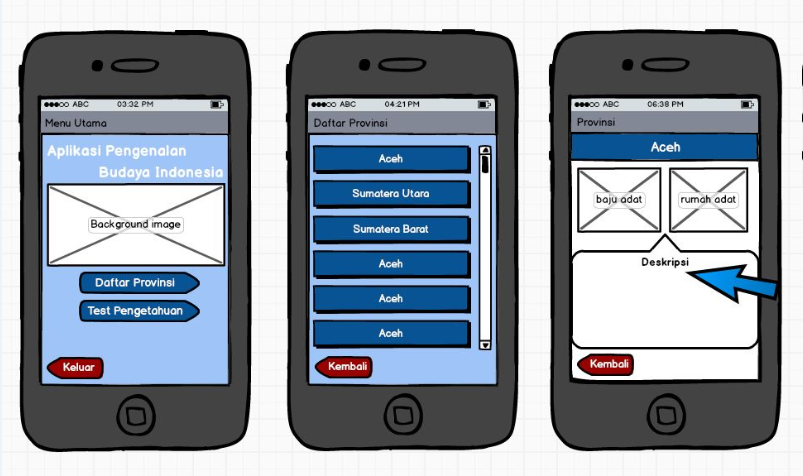 ABC 03:32 PM
Menu Utama
Aplikasi Pengenalan
Budaya Indonesia
Background image
Daftar Provinsi
Test Pengetahuan
Keluar
ABC 04:21 PM
Daftar Provinsi
Aceh
Sumatera Utara
Sumatera Barat
Aceh
Aceh
Aceh
Kembali
ABC 06:38 PM
Provinsi
Aceh
baju adat rumah adat
Deskripsi
Kembali